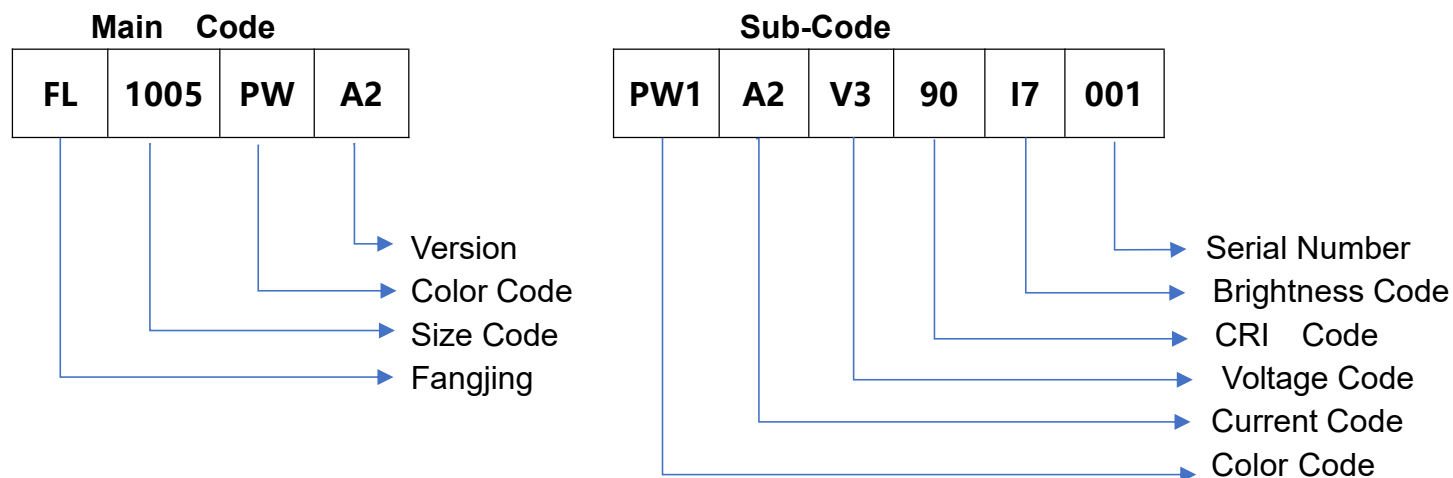 Main Code Sub-Code
FL 1005 PW A2 PW1 A2 V3 90 I7 001
Version Serial Number
Color Code Brightness Code
Size Code CRI Code
Fangjing Voltage Code
Current Code
Color Code